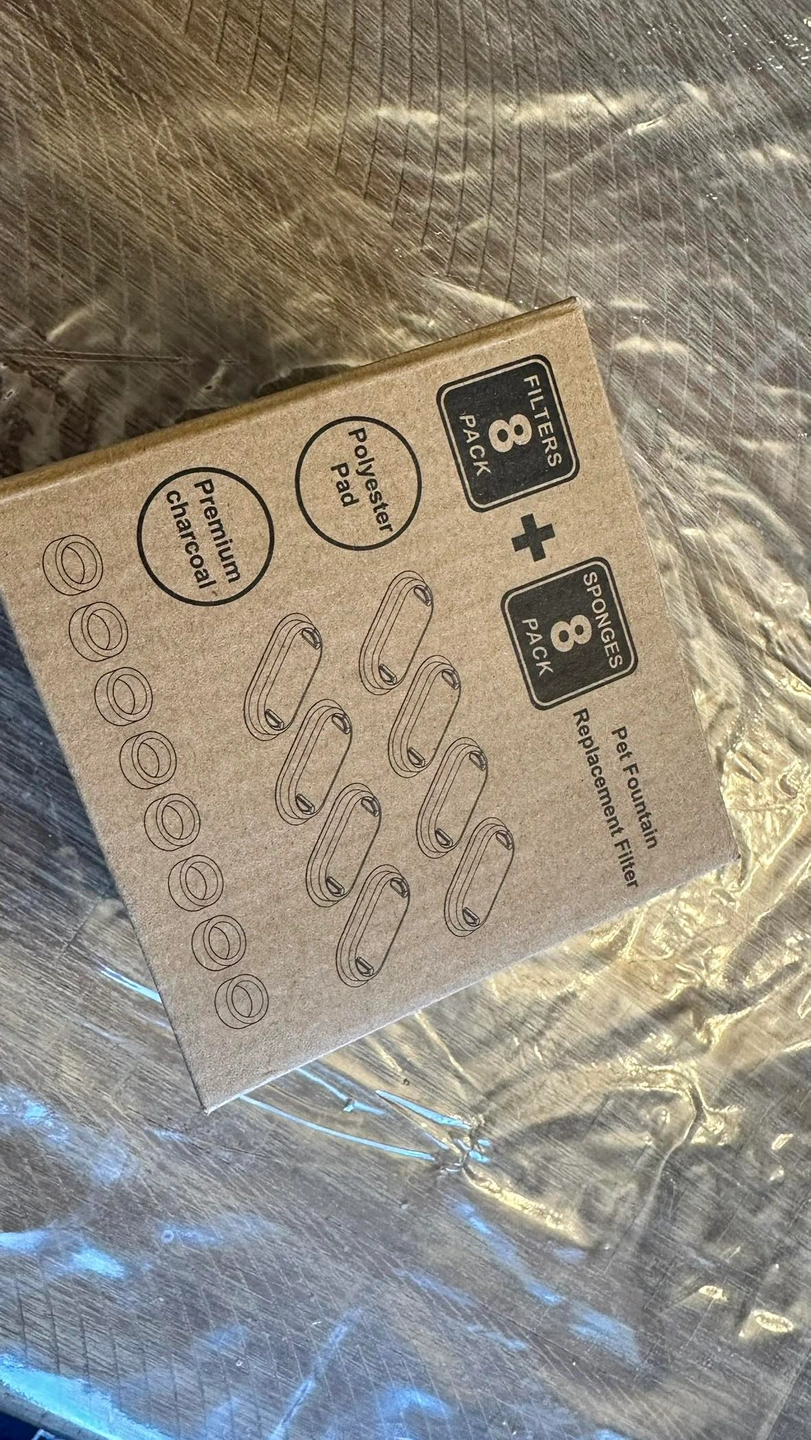 FILTERS
8
PACK
+
SPONGES
8
PACK
Pet Fountain
Replacement Filter
Polyester
Pad
Premium
charcoal